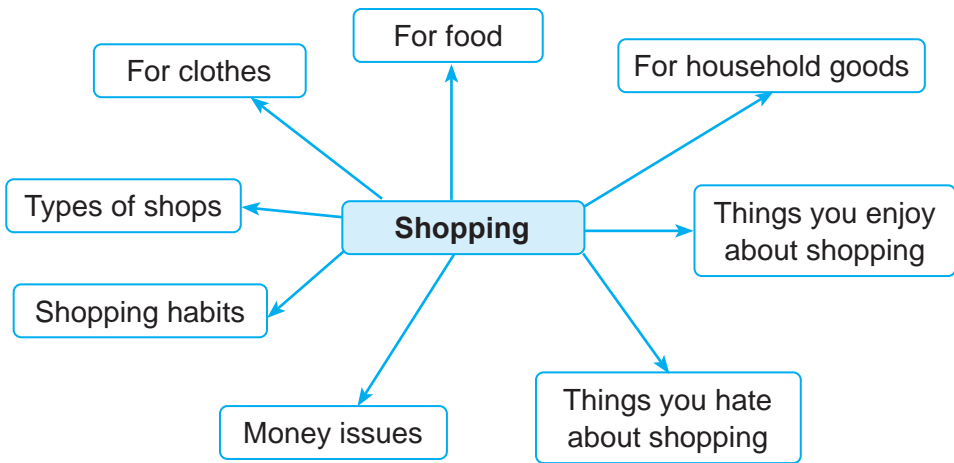 For food
For clothes
For household goods
Types of shops
Shopping
Things you enjoy
about shopping
Shopping habits
Things you hate
about shopping
Money issues